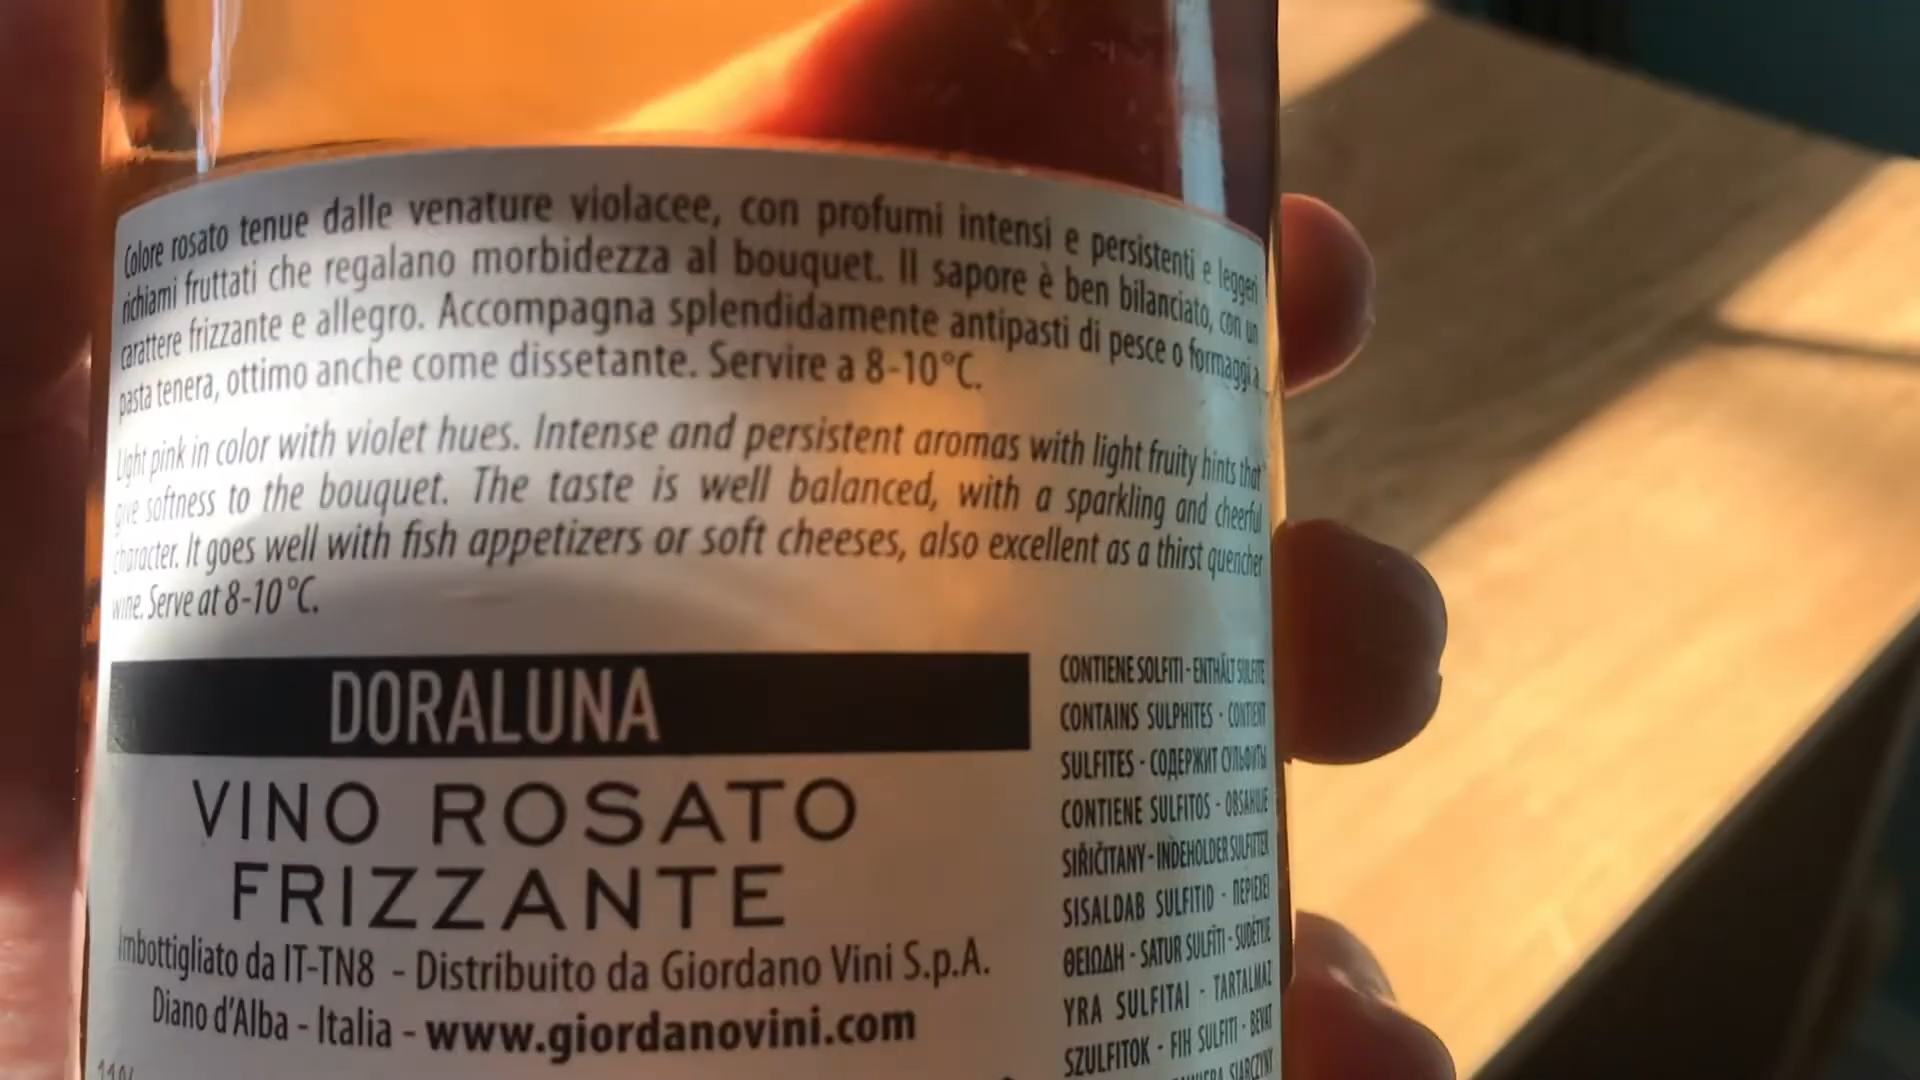 Colore rosato tenue dalle venature violacee, con profumi intensi e persistenti e leggeri
richiami fruttati che regalano morbidezza al bouquet. Il sapore è ben bilanciato, con un
carattere frizzante e allegro. Accompagna splendidamente antipasti di pesce o formaggi a
pasta tenera, ottimo anche come dissetante. Servire a 8-10°C.
Light pink in color with violet hues. Intense and persistent aromas with light fruity hints that
give softness to the bouquet. The taste is well balanced, with a sparkling and cheerful
character. It goes well with fish appetizers or soft cheeses, also excellent as a thirst quencher
wine. Serve at 8-10°C.
DORALUNA
VINO ROSATO
FRIZZANTE
Imbottigliato da IT-TN8 - Distribuito da Giordano Vini S.p.A.
Diano d'Alba - Italia - www.giordanovini.com
CONTIENE SOLFITI - ENTHÄLT SULFITE
CONTAINS SULPHITES - CONTIENT
SULFITES - СОДЕРЖИТ СУЛЬФИТЫ
CONTIENE SULFITOS - OBSAHUJE
SIŘIČITANY - INDEHOLDER SULFITTER
SISALDAB SULFITID - ΠΕΡΙΕΧΕΙ
ΘΕΙΩΔΗ - SATUR SULFĪTI - SUDĖTYJE
YRA SULFITAI - TARTALMAZ
SZULFITOK - FIH SULFITI - BEVAT
SIARCZYNY